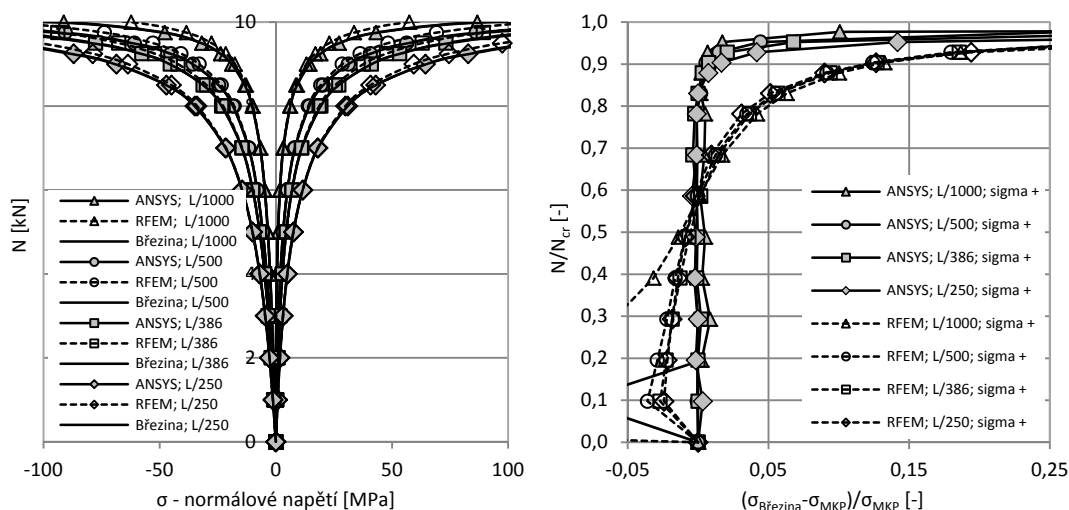 10
8
6
4
2
0
N [kN]
ANSYS; L/1000
RFEM; L/1000
Březina; L/1000
ANSYS; L/500
RFEM; L/500
Březina; L/500
ANSYS; L/386
RFEM; L/386
Březina; L/386
ANSYS; L/250
RFEM; L/250
Březina; L/250
-100 -50 0 50 100
σ - normálové napětí [MPa]
1,0
0,9
0,8
0,7
0,6
0,5
0,4
0,3
0,2
0,1
0,0
N/Ncr [-]
ANSYS; L/1000; sigma +
ANSYS; L/500; sigma +
ANSYS; L/386; sigma +
ANSYS; L/250; sigma +
RFEM; L/1000; sigma +
RFEM; L/500; sigma +
RFEM; L/386; sigma +
RFEM; L/250; sigma +
-0,05 0,05 0,15 0,25
(σBřezina-σMKP)/σMKP [-]